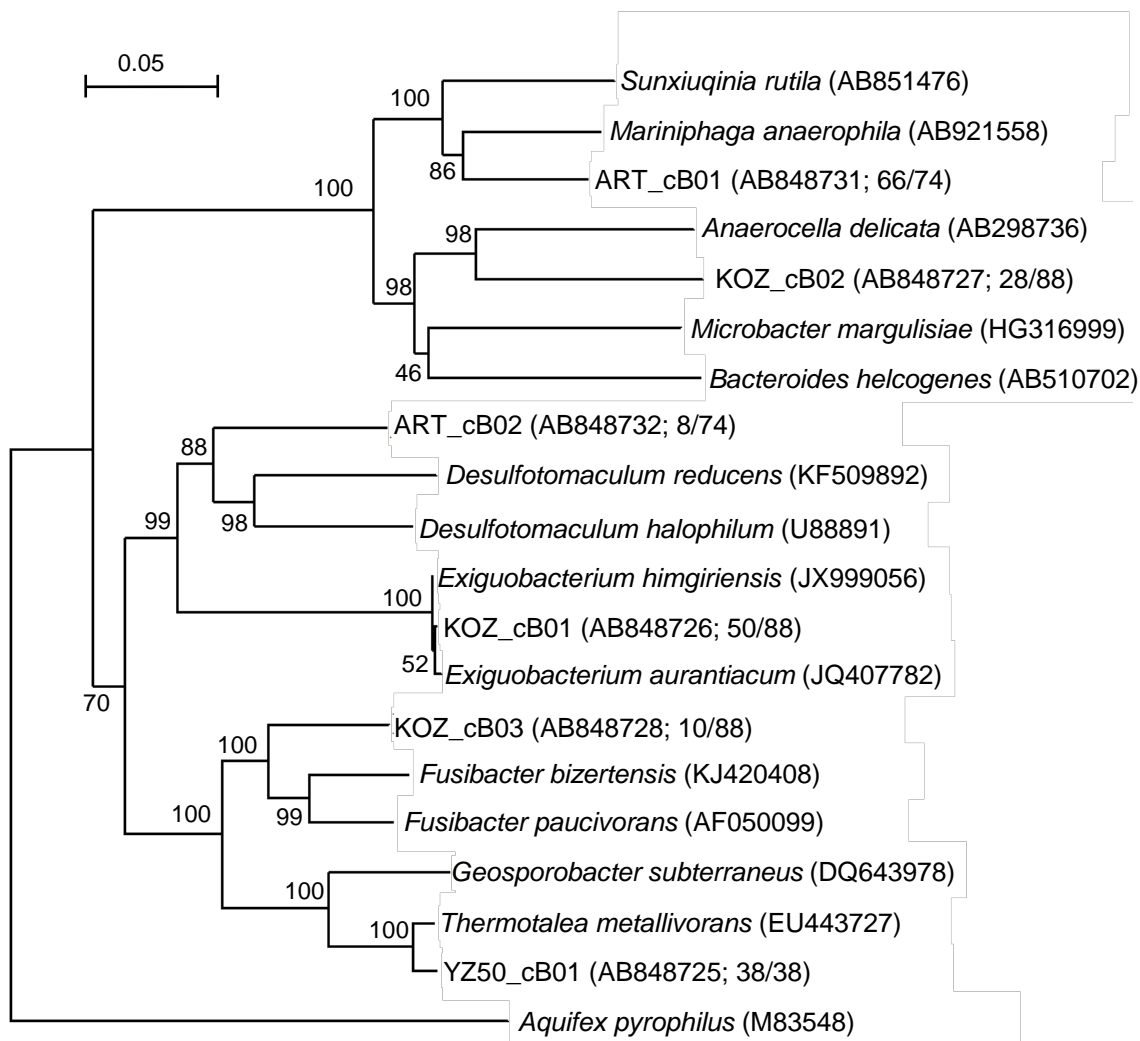 0.05
Sunxiuqinia rutila (AB851476)
100
Mariniphaga anaerophila (AB921558)
86
ART_cB01 (AB848731; 66/74)
100
Anaerocella delicata (AB298736)
98
KOZ_cB02 (AB848727; 28/88)
98
Microbacter margulisiae (HG316999)
46
Bacteroides helcogenes (AB510702)
ART_cB02 (AB848732; 8/74)
88
Desulfotomaculum reducens (KF509892)
99
98
Desulfotomaculum halophilum (U88891)
Exiguobacterium himgiriensis (JX999056)
100
KOZ_cB01 (AB848726; 50/88)
52
Exiguobacterium aurantiacum (JQ407782)
70
KOZ_cB03 (AB848728; 10/88)
100
Fusibacter bizertensis (KJ420408)
100
99
Fusibacter paucivorans (AF050099)
Geosporobacter subterraneus (DQ643978)
100
Thermotalea metallivorans (EU443727)
100
YZ50_cB01 (AB848725; 38/38)
Aquifex pyrophilus (M83548)